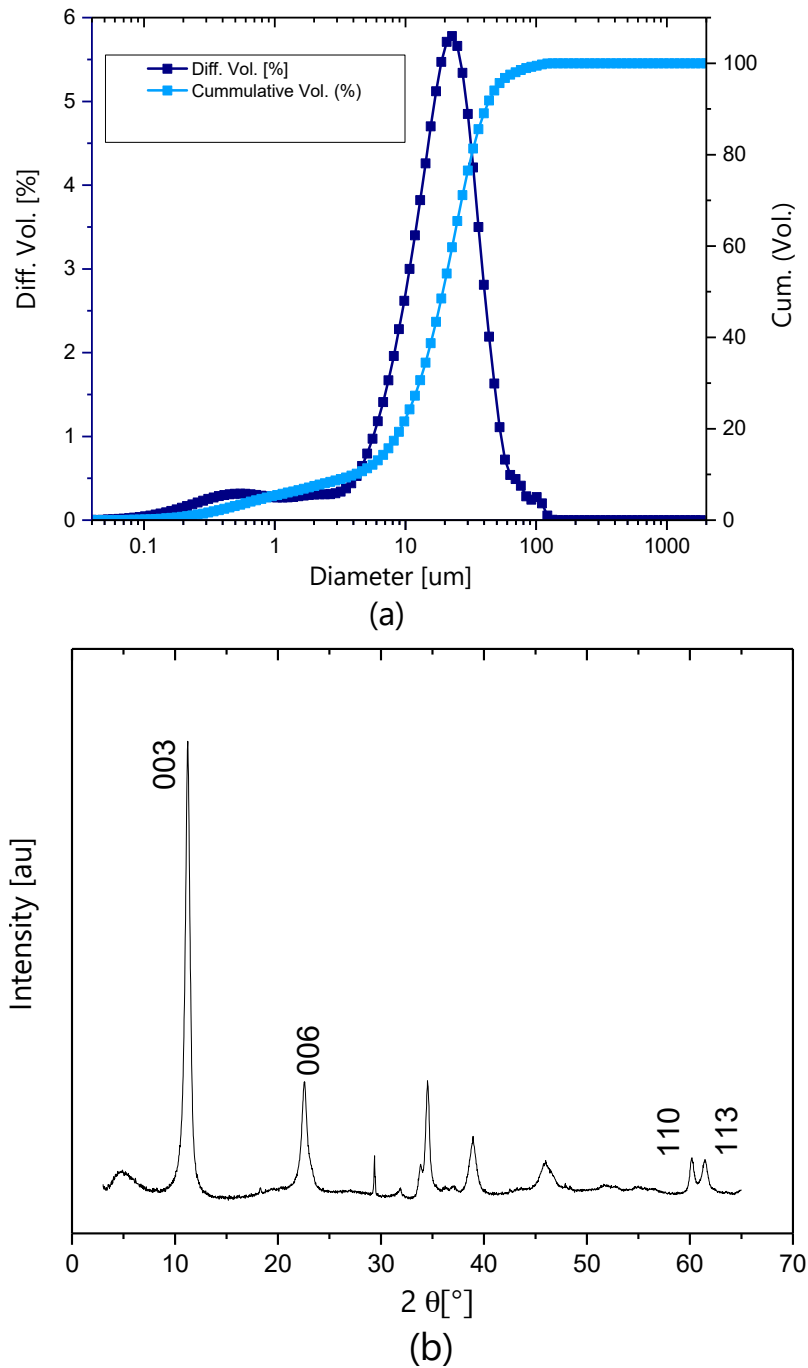 6
5
4
3
2
1
0
Diff. Vol. [%]
Diff. Vol. [%]
Cummulative Vol. (%)
100
80
60
40
20
0
Cum. (Vol.)
0.1 1 10 100 1000
Diameter [um]
(a)
Intensity [au]
003
006
110
113
0 10 20 30 40 50 60 70
2 θ[°]
(b)